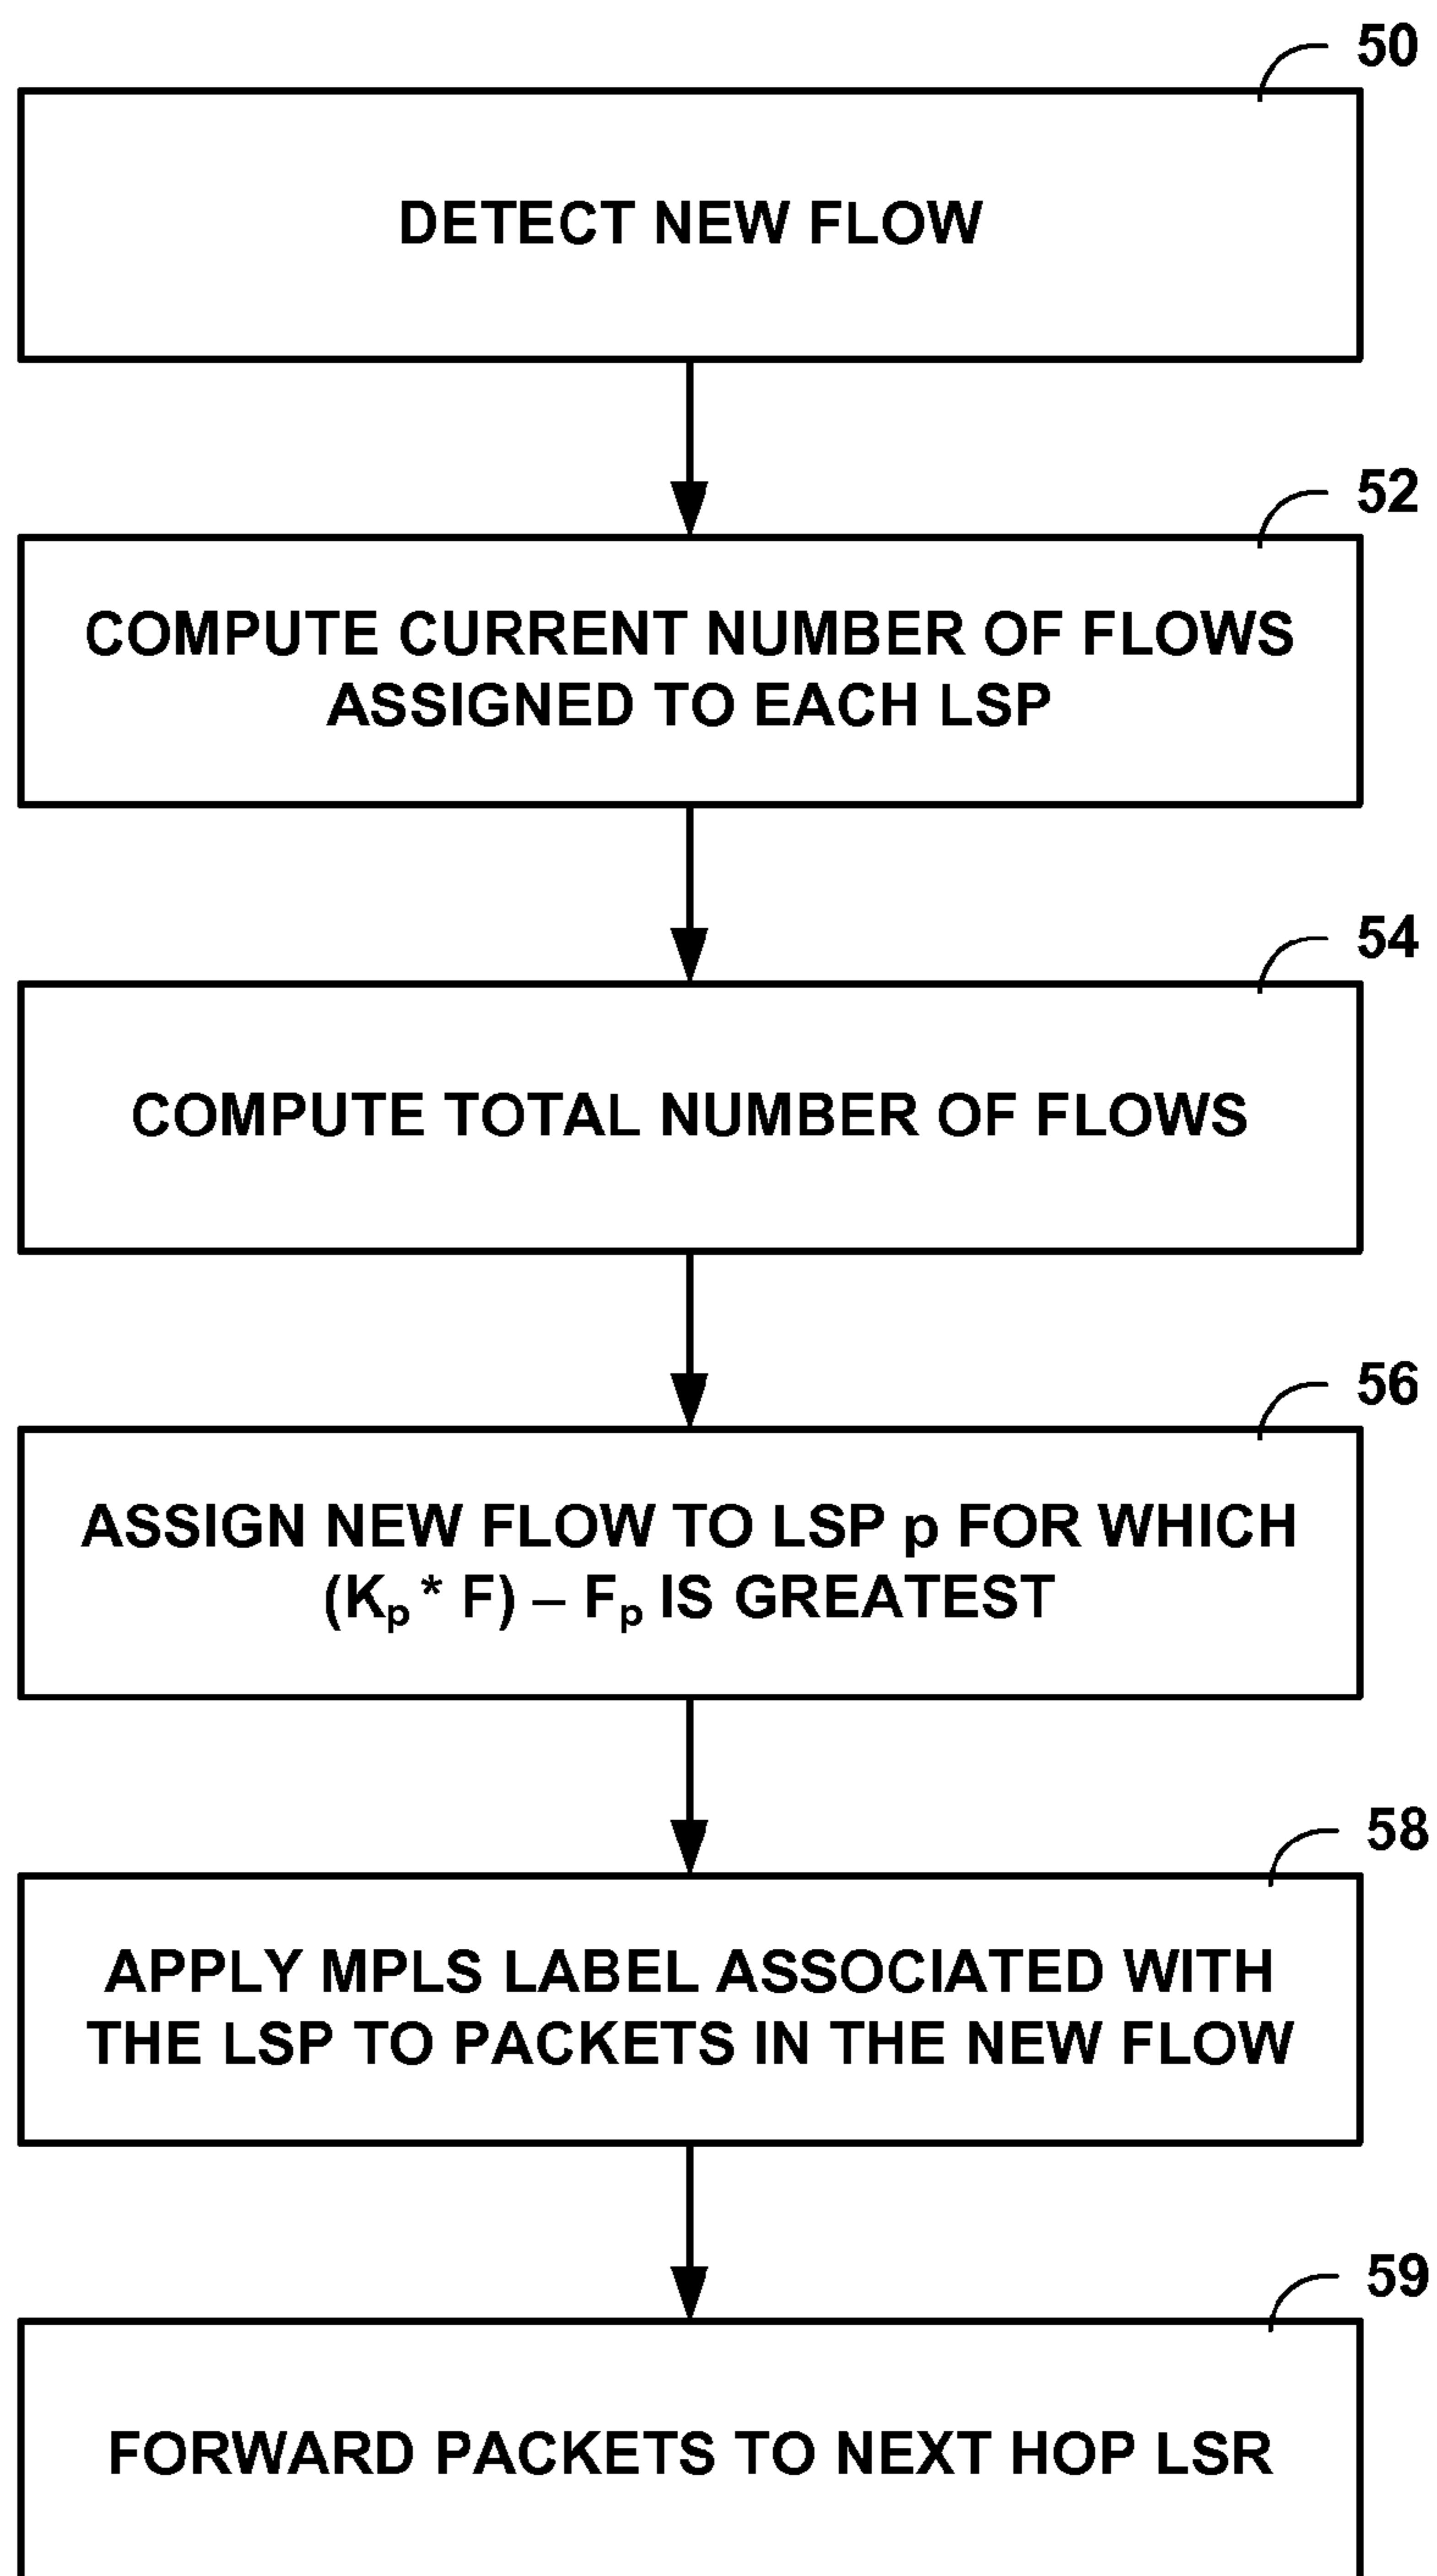 50
DETECT NEW FLOW
52
COMPUTE CURRENT NUMBER OF FLOWS
ASSIGNED TO EACH LSP
54
COMPUTE TOTAL NUMBER OF FLOWS
56
ASSIGN NEW FLOW TO LSP p FOR WHICH
(Kp * F) – Fp IS GREATEST
58
APPLY MPLS LABEL ASSOCIATED WITH
THE LSP TO PACKETS IN THE NEW FLOW
59
FORWARD PACKETS TO NEXT HOP LSR